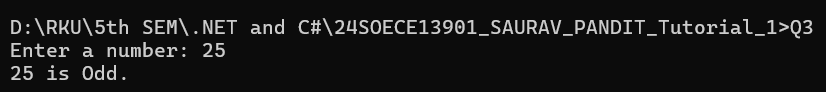 D:\RKU\5th SEM\.NET and C#\24SOECE13901_SAURAV_PANDIT_Tutorial_1>Q3
Enter a number: 25
25 is Odd.